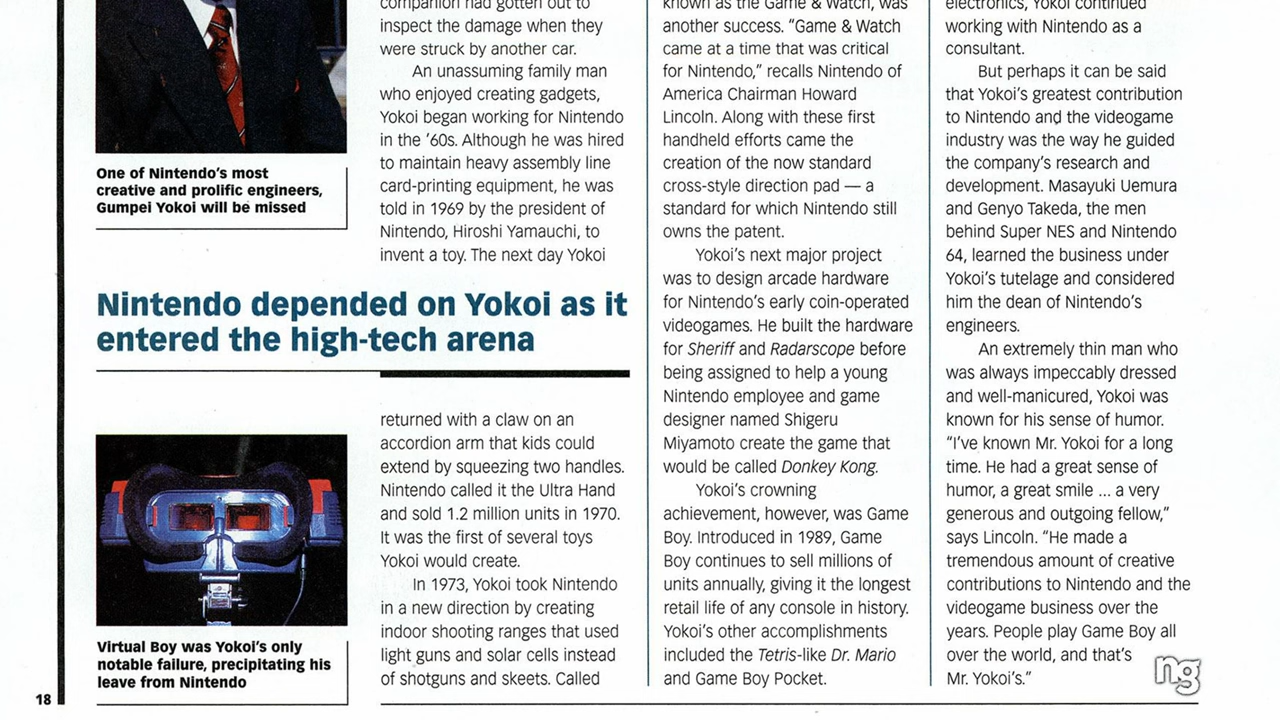 companion had gotten out to
inspect the damage when they
were struck by another car.
An unassuming family man
who enjoyed creating gadgets,
Yokoi began working for Nintendo
in the ’60s. Although he was hired
to maintain heavy assembly line
card-printing equipment, he was
told in 1969 by the president of
Nintendo, Hiroshi Yamauchi, to
invent a toy. The next day Yokoi
One of Nintendo’s most
creative and prolific engineers,
Gumpei Yokoi will be missed
Nintendo depended on Yokoi as it
entered the high-tech arena
returned with a claw on an
accordion arm that kids could
extend by squeezing two handles.
Nintendo called it the Ultra Hand
and sold 1.2 million units in 1970.
It was the first of several toys
Yokoi would create.
In 1973, Yokoi took Nintendo
in a new direction by creating
indoor shooting ranges that used
light guns and solar cells instead
of shotguns and skeets. Called
Virtual Boy was Yokoi’s only
notable failure, precipitating his
leave from Nintendo
18
known as the Game & Watch, was
another success. “Game & Watch
came at a time that was critical
for Nintendo,” recalls Nintendo of
America Chairman Howard
Lincoln. Along with these first
handheld efforts came the
creation of the now standard
cross-style direction pad — a
standard for which Nintendo still
owns the patent.
Yokoi’s next major project
was to design arcade hardware
for Nintendo’s early coin-operated
videogames. He built the hardware
for Sheriff and Radarscope before
being assigned to help a young
Nintendo employee and game
designer named Shigeru
Miyamoto create the game that
would be called Donkey Kong.
Yokoi’s crowning
achievement, however, was Game
Boy. Introduced in 1989, Game
Boy continues to sell millions of
units annually, giving it the longest
retail life of any console in history.
Yokoi’s other accomplishments
included the Tetris-like Dr. Mario
and Game Boy Pocket.
electronics, Yokoi continued
working with Nintendo as a
consultant.
But perhaps it can be said
that Yokoi’s greatest contribution
to Nintendo and the videogame
industry was the way he guided
the company’s research and
development. Masayuki Uemura
and Genyo Takeda, the men
behind Super NES and Nintendo
64, learned the business under
Yokoi’s tutelage and considered
him the dean of Nintendo’s
engineers.
An extremely thin man who
was always impeccably dressed
and well-manicured, Yokoi was
known for his sense of humor.
“I’ve known Mr. Yokoi for a long
time. He had a great sense of
humor, a great smile ... a very
generous and outgoing fellow,”
says Lincoln. “He made a
tremendous amount of creative
contributions to Nintendo and the
videogame business over the
years. People play Game Boy all
over the world, and that’s
Mr. Yokoi’s.”
ng